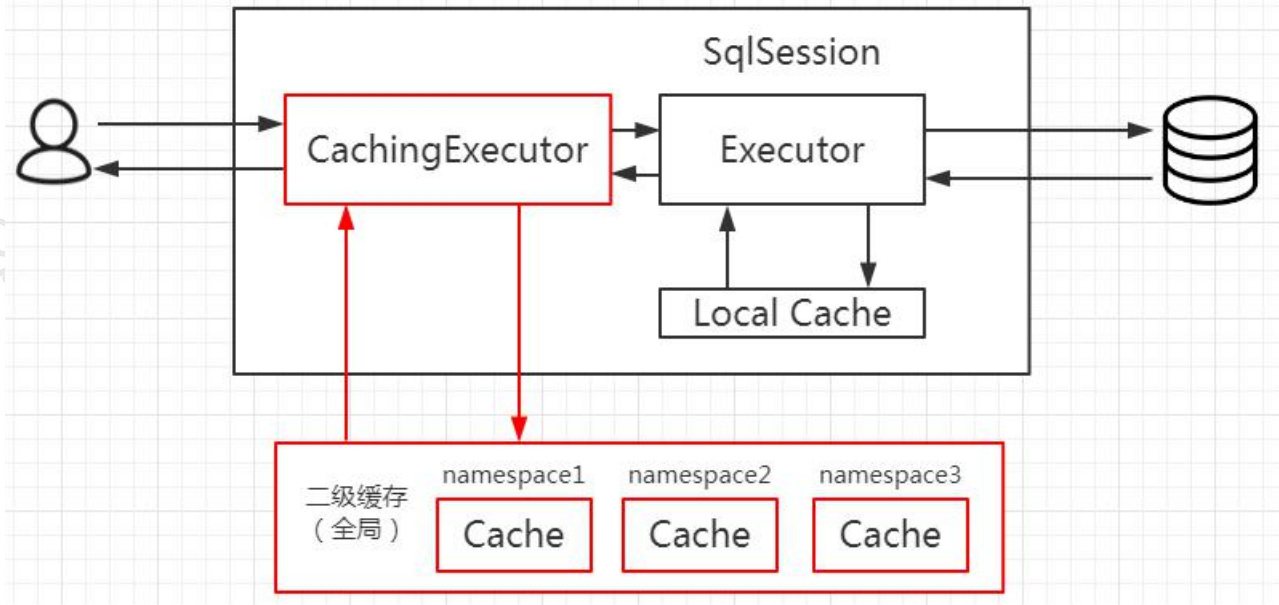 SqlSession
CachingExecutor
Executor
Local Cache
二级缓存
（全局）
namespace1
namespace2
namespace3
Cache
Cache
Cache